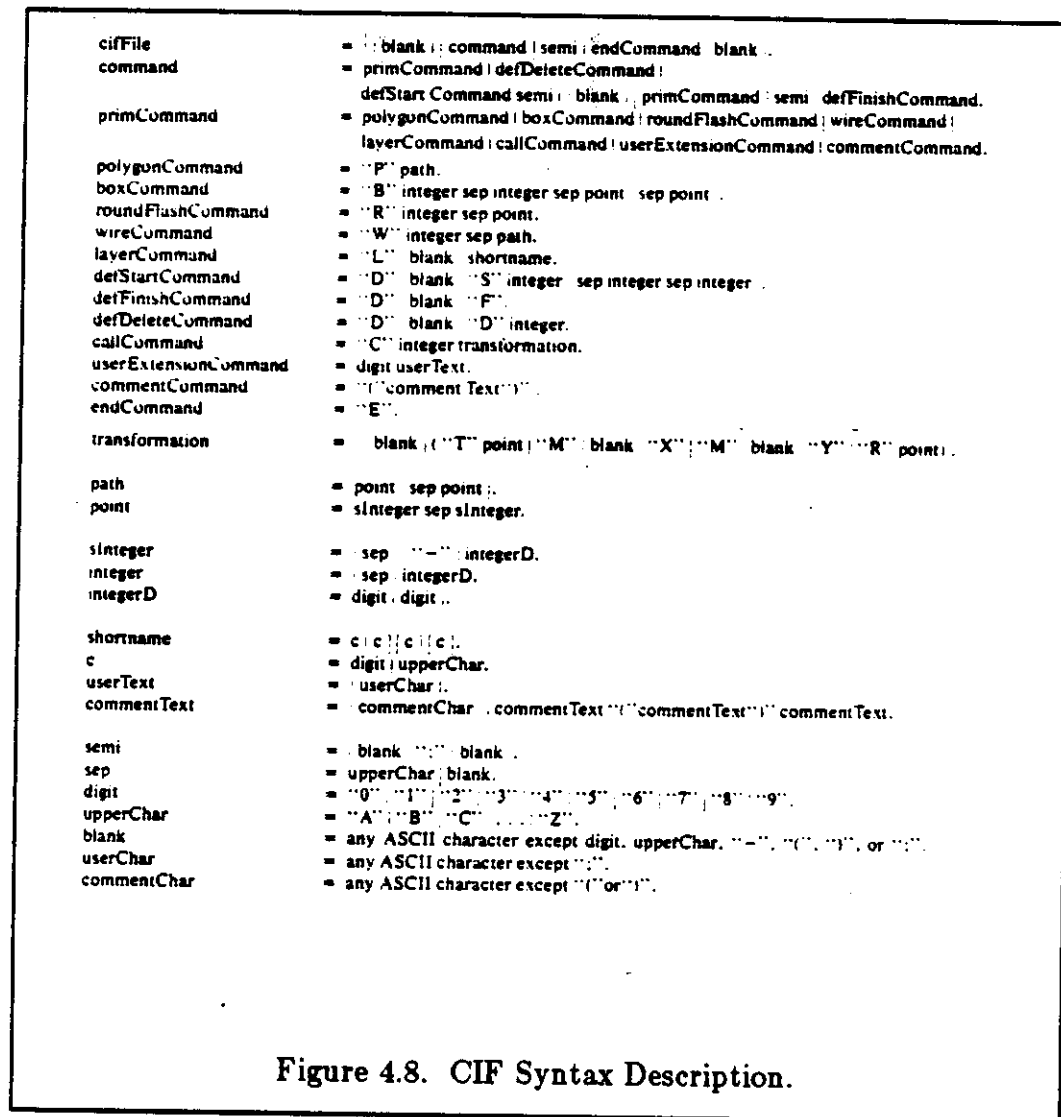 cifFile = blank command | semi endCommand blank .
command = primCommand | defDeleteCommand |
defStart Command semi blank primCommand semi defFinishCommand.
primCommand = polygonCommand | boxCommand | roundFlashCommand | wireCommand |
layerCommand | callCommand | userExtensionCommand | commentCommand.
polygonCommand = "P" path.
boxCommand = "B" integer sep integer sep point sep point .
roundFlashCommand = "R" integer sep point.
wireCommand = "W" integer sep path.
layerCommand = "L" blank shortname.
defStartCommand = "D" blank "S" integer sep integer sep integer .
defFinishCommand = "D" blank "F".
defDeleteCommand = "D" blank "D" integer.
callCommand = "C" integer transformation.
userExtensionCommand = digit userText.
commentCommand = "(" comment Text ")" .
endCommand = "E".
transformation = blank ( "T" point | "M" blank "X" | "M" blank "Y" "R" point) .
path = point sep point .
point = sInteger sep sInteger.
sInteger = sep "-" integerD.
integer = sep integerD.
integerD = digit digit .
shortname = c c c c .
c = digit | upperChar.
userText = userChar .
commentText = commentChar commentText "(" commentText ")" commentText.
semi = blank ";" blank .
sep = upperChar | blank.
digit = "0" "1" | "2" "3" "4" "5" "6" "7" | "8" "9".
upperChar = "A" | "B" "C" ... "Z".
blank = any ASCII character except digit, upperChar, "-", "(", ")", or ";".
userChar = any ASCII character except ";".
commentChar = any ASCII character except "(" or ")".
Figure 4.8. CIF Syntax Description.